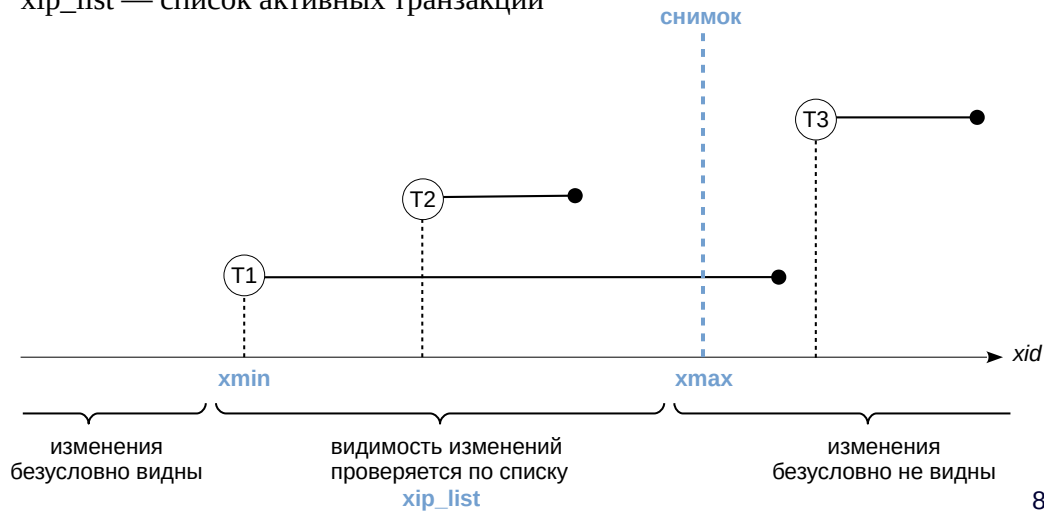 xip_list — список активных транзакций
снимок
T3
T2
T1
xid
xmin
xmax
изменения
безусловно видны
видимость изменений
проверяется по списку
xip_list
изменения
безусловно не видны
8